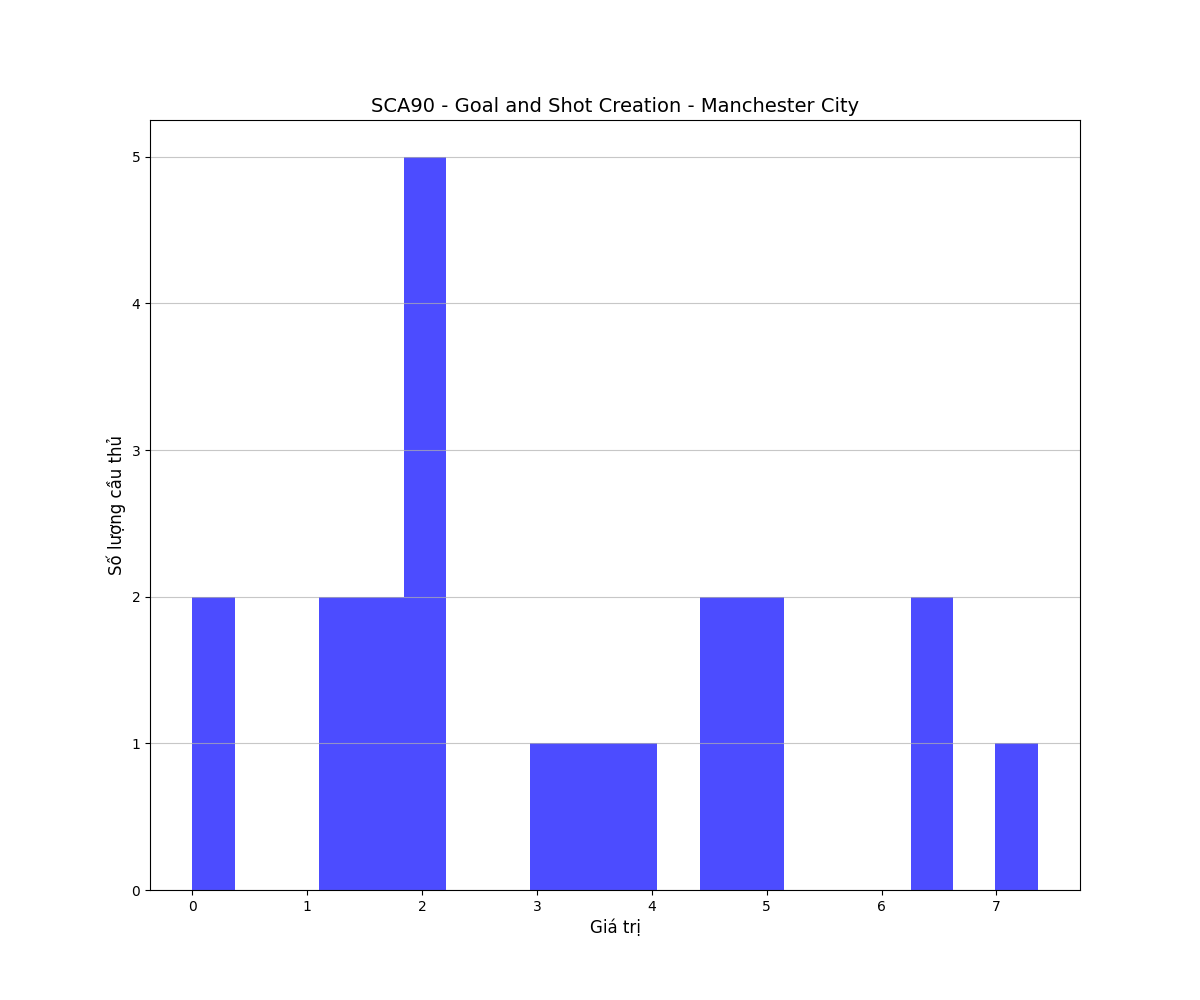 SCA90 - Goal and Shot Creation - Manchester City
5
4
3
2
1
0
Số lượng cầu thủ
0 1 2 3 4 5 6 7
Giá trị